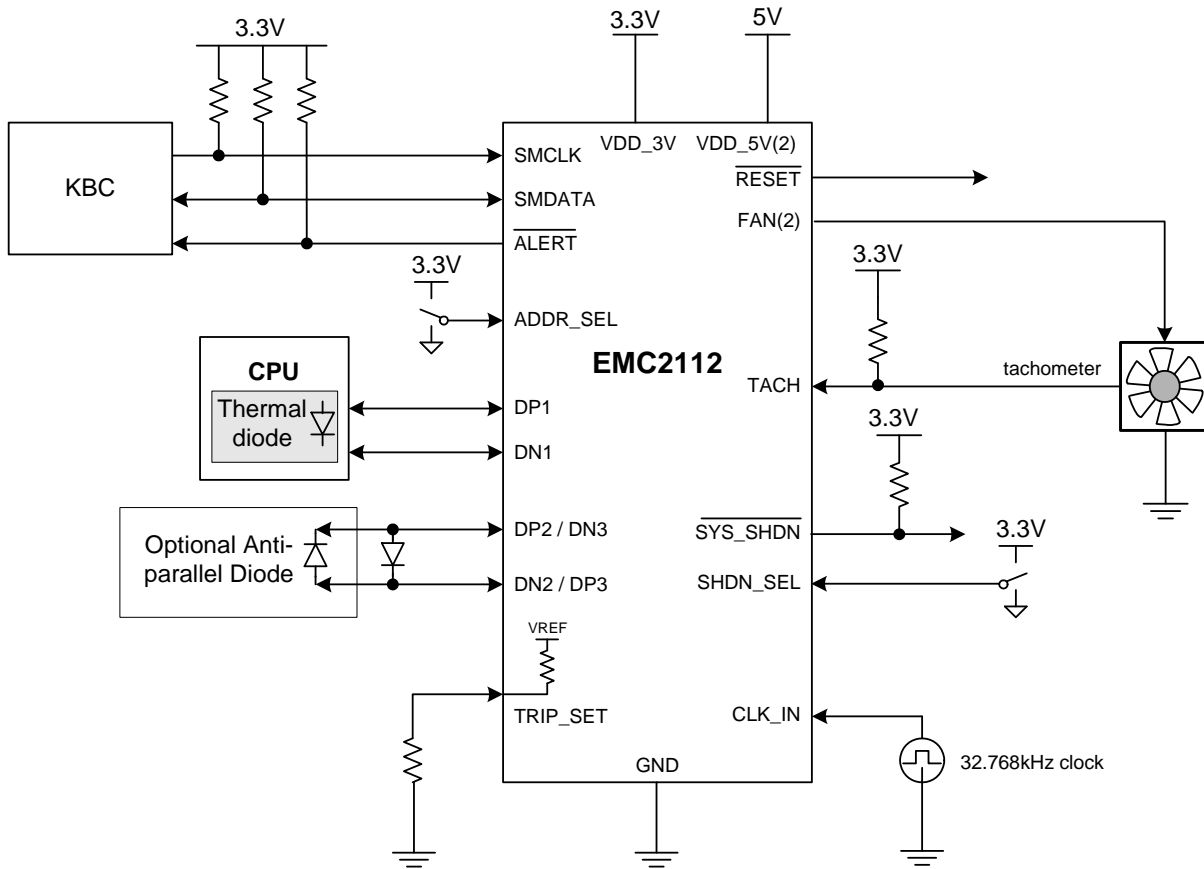 3.3V
3.3V
5V
KBC
SMCLK
SMDATA
ALERT
VDD_3V
VDD_5V(2)
RESET
FAN(2)
3.3V
ADDR_SEL
3.3V
EMC2112
CPU
Thermal
diode
DP1
DN1
TACH
tachometer
3.3V
Optional Anti-
parallel Diode
DP2 / DN3
DN2 / DP3
SYS_SHDN
SHDN_SEL
3.3V
VREF
TRIP_SET
CLK_IN
GND
32.768kHz clock